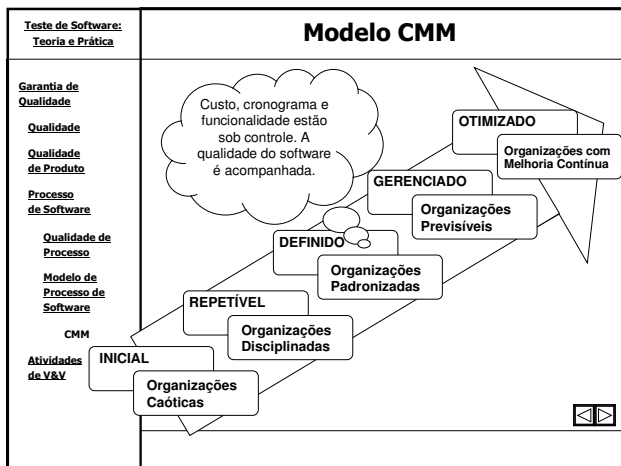 Teste de Software:
Teoria e Prática
Modelo CMM
Garantia de
Qualidade
Qualidade
Qualidade
de Produto
Processo
de Software
Qualidade de
Processo
Modelo de
Processo de
Software
CMM
Atividades
de V&V
Custo, cronograma e
funcionalidade estão
sob controle. A
qualidade do software
é acompanhada.
OTIMIZADO
Organizações com
Melhoria Contínua
GERENCIADO
Organizações
Previsíveis
DEFINIDO
Organizações
Padronizadas
REPETÍVEL
Organizações
Disciplinadas
INICIAL
Organizações
Caóticas